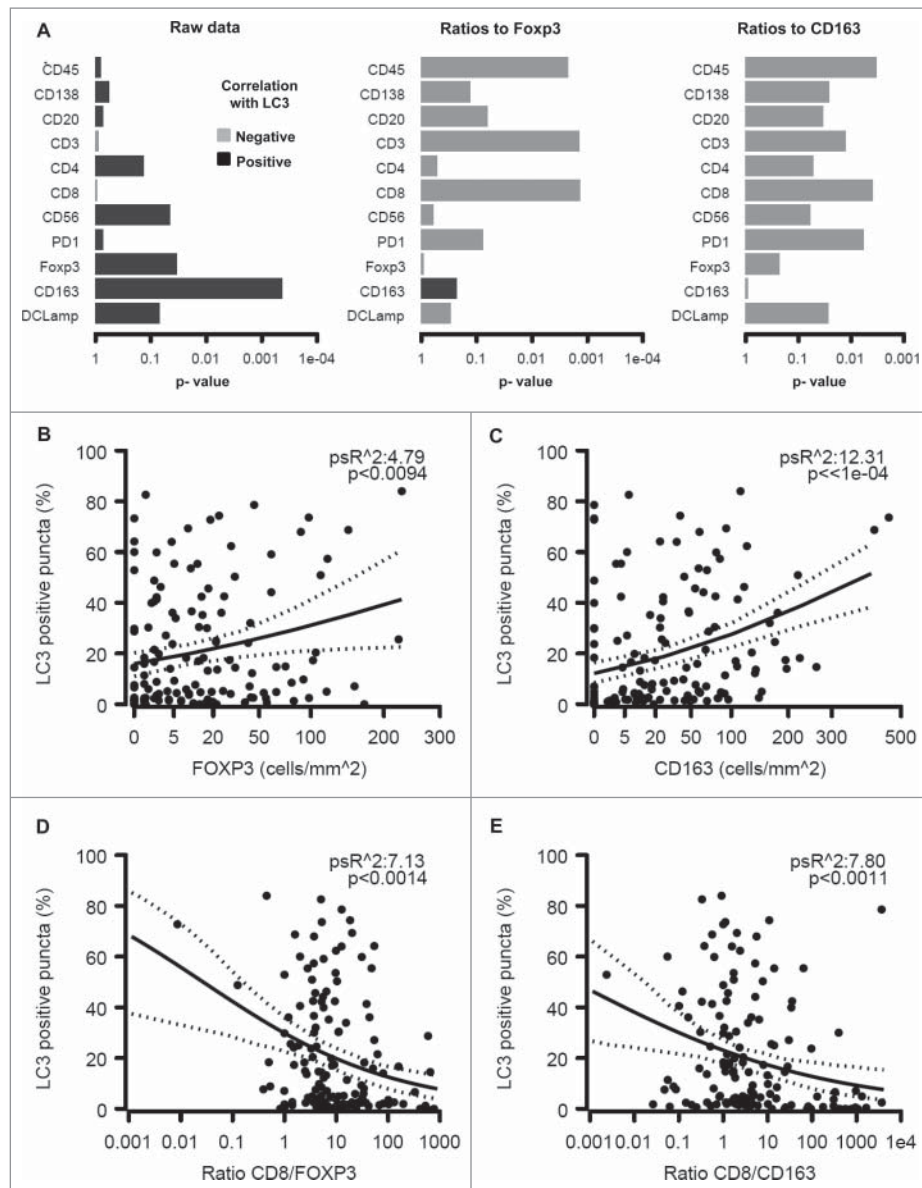 A
Raw data
Ratios to Foxp3
Ratios to CD163
CD45
CD138
CD20
CD3
CD4
CD8
CD56
PD1
Foxp3
CD163
DCLamp
Correlation
with LC3
Negative
Positive
1 0.1 0.01 0.001 1e-04
p- value
CD45
CD138
CD20
CD3
CD4
CD8
CD56
PD1
Foxp3
CD163
DCLamp
1 0.1 0.01 0.001 1e-04
p- value
CD45
CD138
CD20
CD3
CD4
CD8
CD56
PD1
Foxp3
CD163
DCLamp
1 0.1 0.01 0.001
p- value
B
psR^2:4.79
p<0.0094
LC3 positive puncta (%)
100
80
60
40
20
0
0 5 20 50 100 200 300
FOXP3 (cells/mm^2)
C
psR^2:12.31
p<<1e-04
LC3 positive puncta (%)
100
80
60
40
20
0
0 5 20 50 100 200 300 500
CD163 (cells/mm^2)
D
psR^2:7.13
p<0.0014
LC3 positive puncta (%)
100
80
60
40
20
0
0.001 0.01 0.1 1 10 100 1000
Ratio CD8/FOXP3
E
psR^2:7.80
p<0.0011
LC3 positive puncta (%)
100
80
60
40
20
0
0.001 0.1 1 10 100 1000 1e4
Ratio CD8/CD163